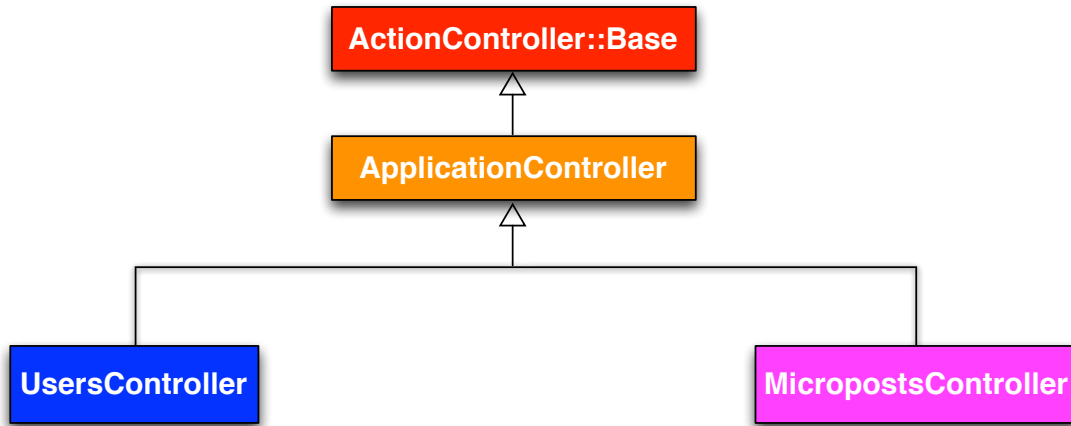 ActionController::Base
ApplicationController
UsersController
MicropostsController